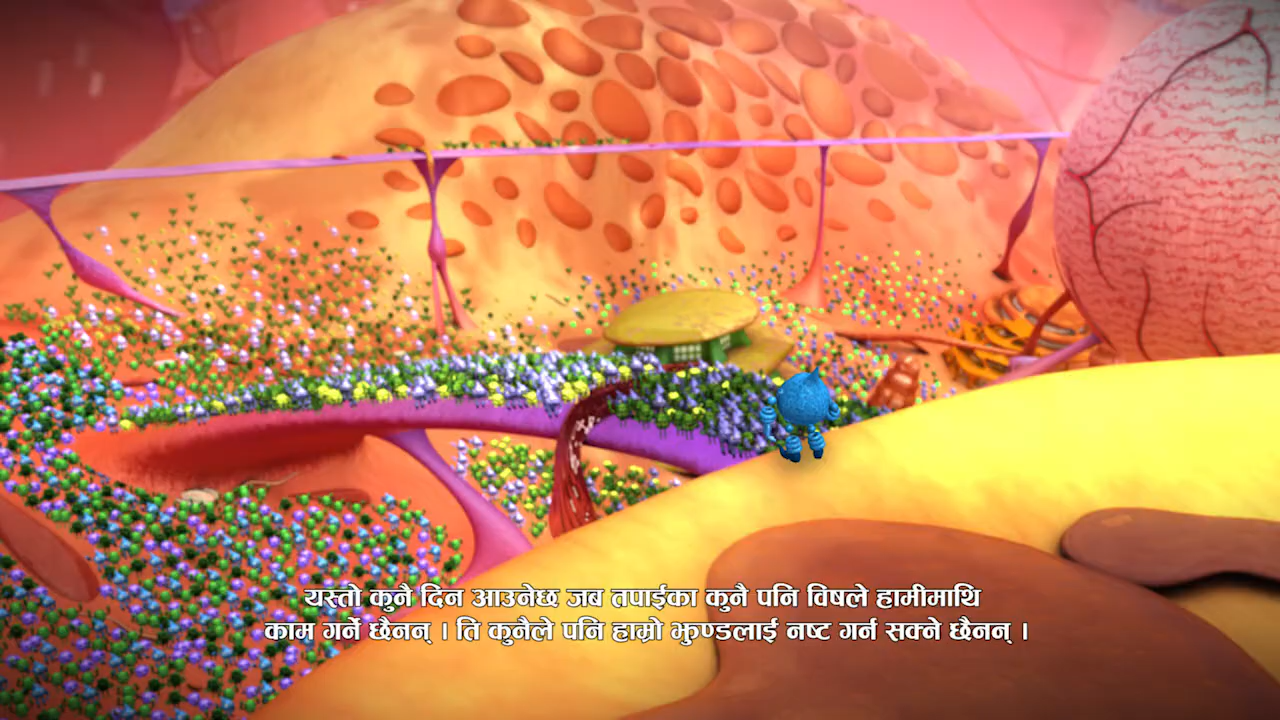 यस्तो कुनै दिन आउनेछ जब तपाईका कुनै पनि विषले हामीमाथि
काम गर्ने छैनन् । ति कुनैले पनि हाम्रो झुण्डलाई नष्ट गर्न सक्ने छैनन् ।